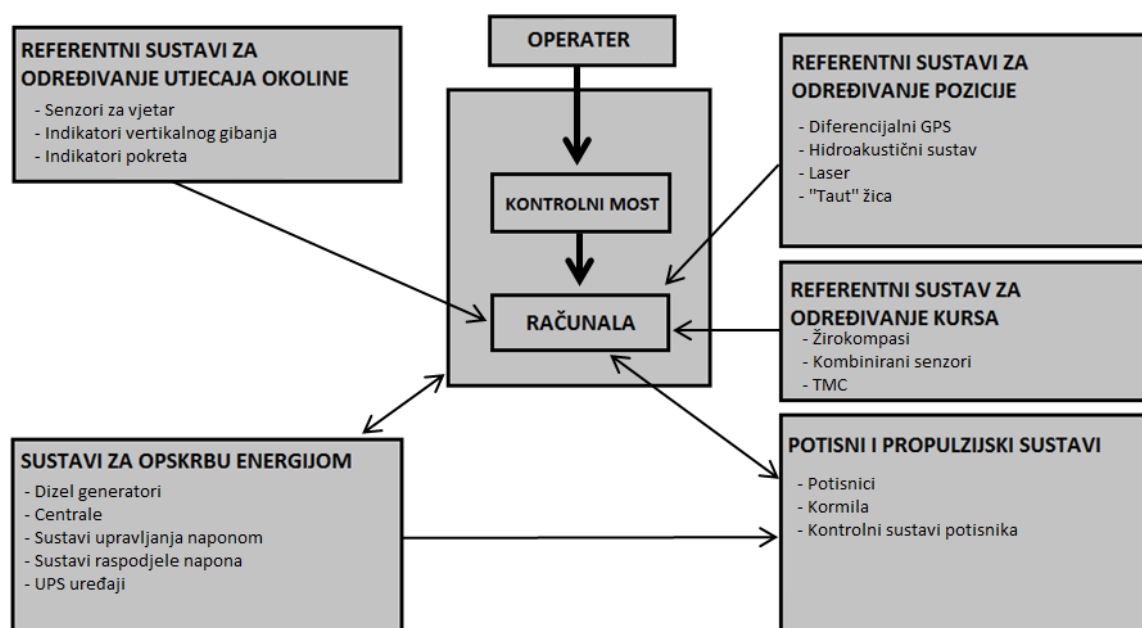 REFERENTNI SUSTAVI ZA
ODREĐIVANJE UTJECAJA OKOLINE
- Senzori za vjetar
- Indikatori vertikalnog gibanja
- Indikatori pokreta
OPERATER
KONTROLNI MOST
RAČUNALA
REFERENTNI SUSTAVI ZA
ODREĐIVANJE POZICIJE
- Diferencijalni GPS
- Hidroakustični sustav
- Laser
- "Taut" žica
REFERENTNI SUSTAV ZA
ODREĐIVANJE KURSA
- Žirokompasi
- Kombinirani senzori
- TMC
SUSTAVI ZA OPSKRBU ENERGIJOM
- Dizel generatori
- Centrale
- Sustavi upravljanja naponom
- Sustavi raspodjele napona
- UPS uređaji
POTISNI I PROPULZIJSKI SUSTAVI
- Potisnici
- Kormila
- Kontrolni sustavi potisnika